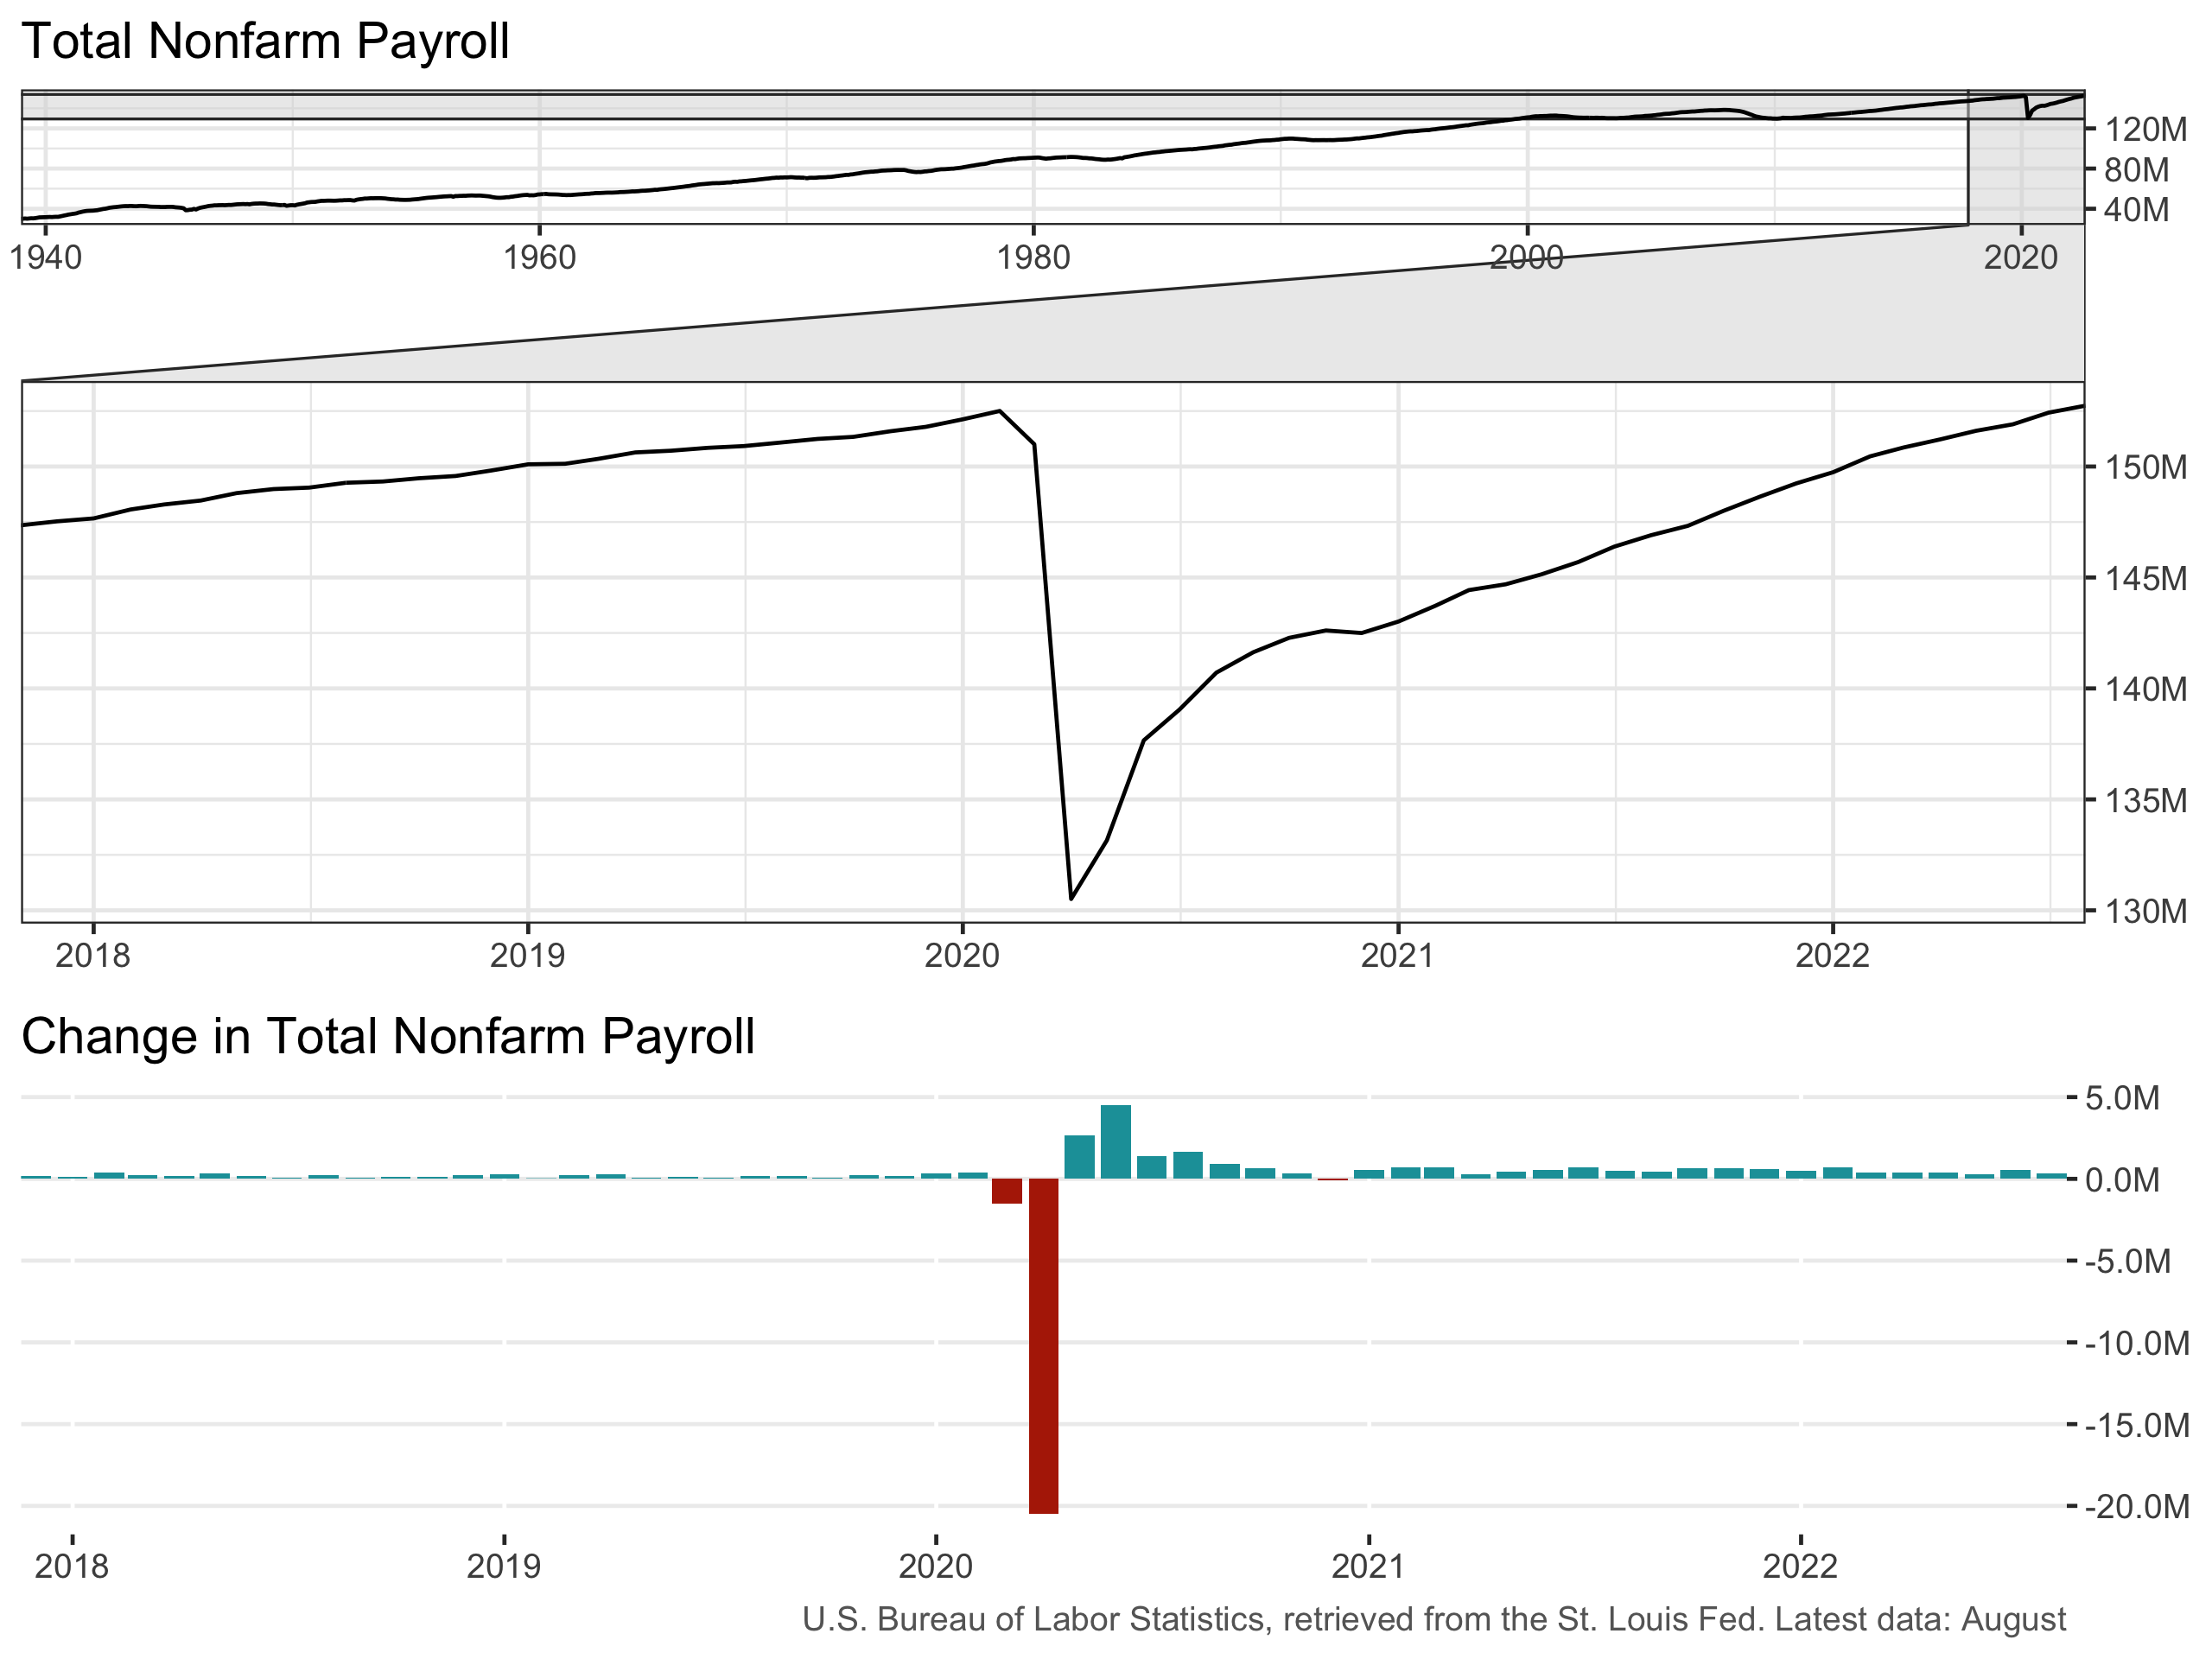 Total Nonfarm Payroll
120M
80M
40M
1940 1960 1980 2000 2020
150M
145M
140M
135M
130M
2018 2019 2020 2021 2022
Change in Total Nonfarm Payroll
5.0M
0.0M
-5.0M
-10.0M
-15.0M
-20.0M
2018 2019 2020 2021 2022
U.S. Bureau of Labor Statistics, retrieved from the St. Louis Fed. Latest data: August